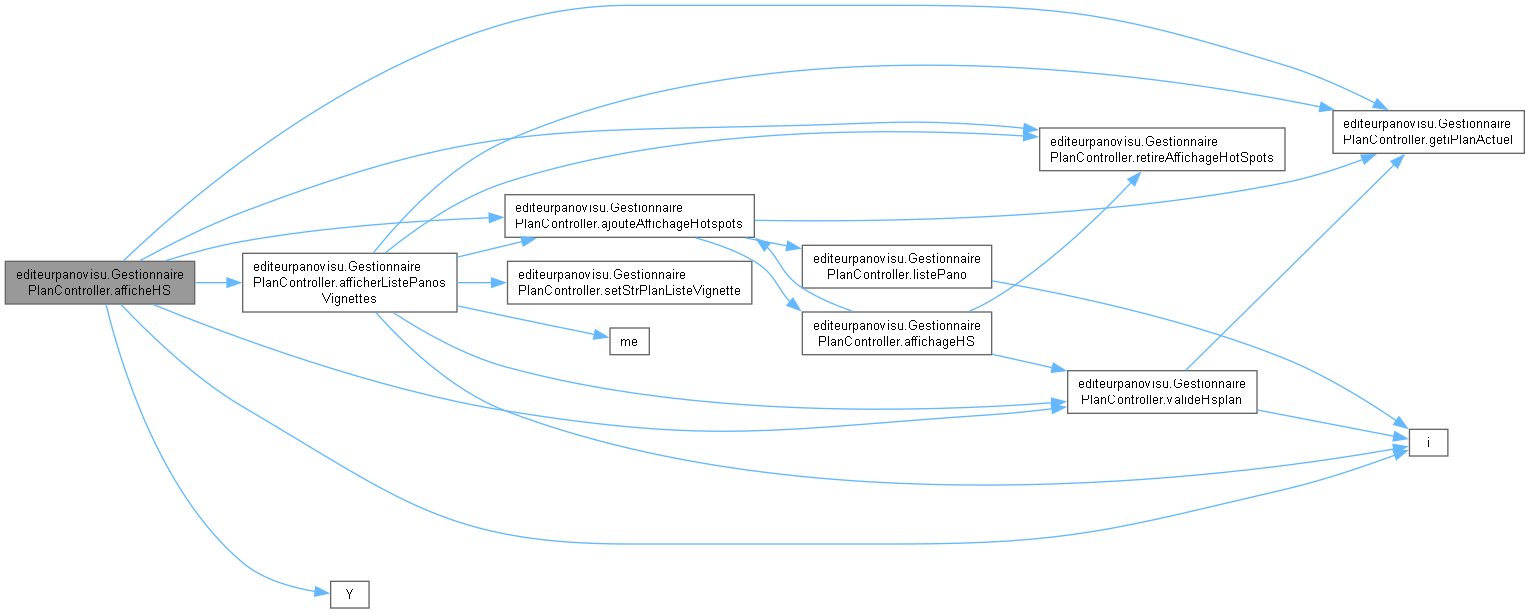 editeurpanovisu.Gestionnaire
PlanController.afficheHS
editeurpanovisu.Gestionnaire
PlanController.afficherListePanos
Vignettes
editeurpanovisu.Gestionnaire
PlanController.ajouteAffichageHotspots
editeurpanovisu.Gestionnaire
PlanController.setStrPlanListeVignette
me
Y
editeurpanovisu.Gestionnaire
PlanController.listePano
editeurpanovisu.Gestionnaire
PlanController.affichageHS
editeurpanovisu.Gestionnaire
PlanController.retireAffichageHotSpots
editeurpanovisu.Gestionnaire
PlanController.valideHsplan
editeurpanovisu.Gestionnaire
PlanController.getiPlanActuel
i